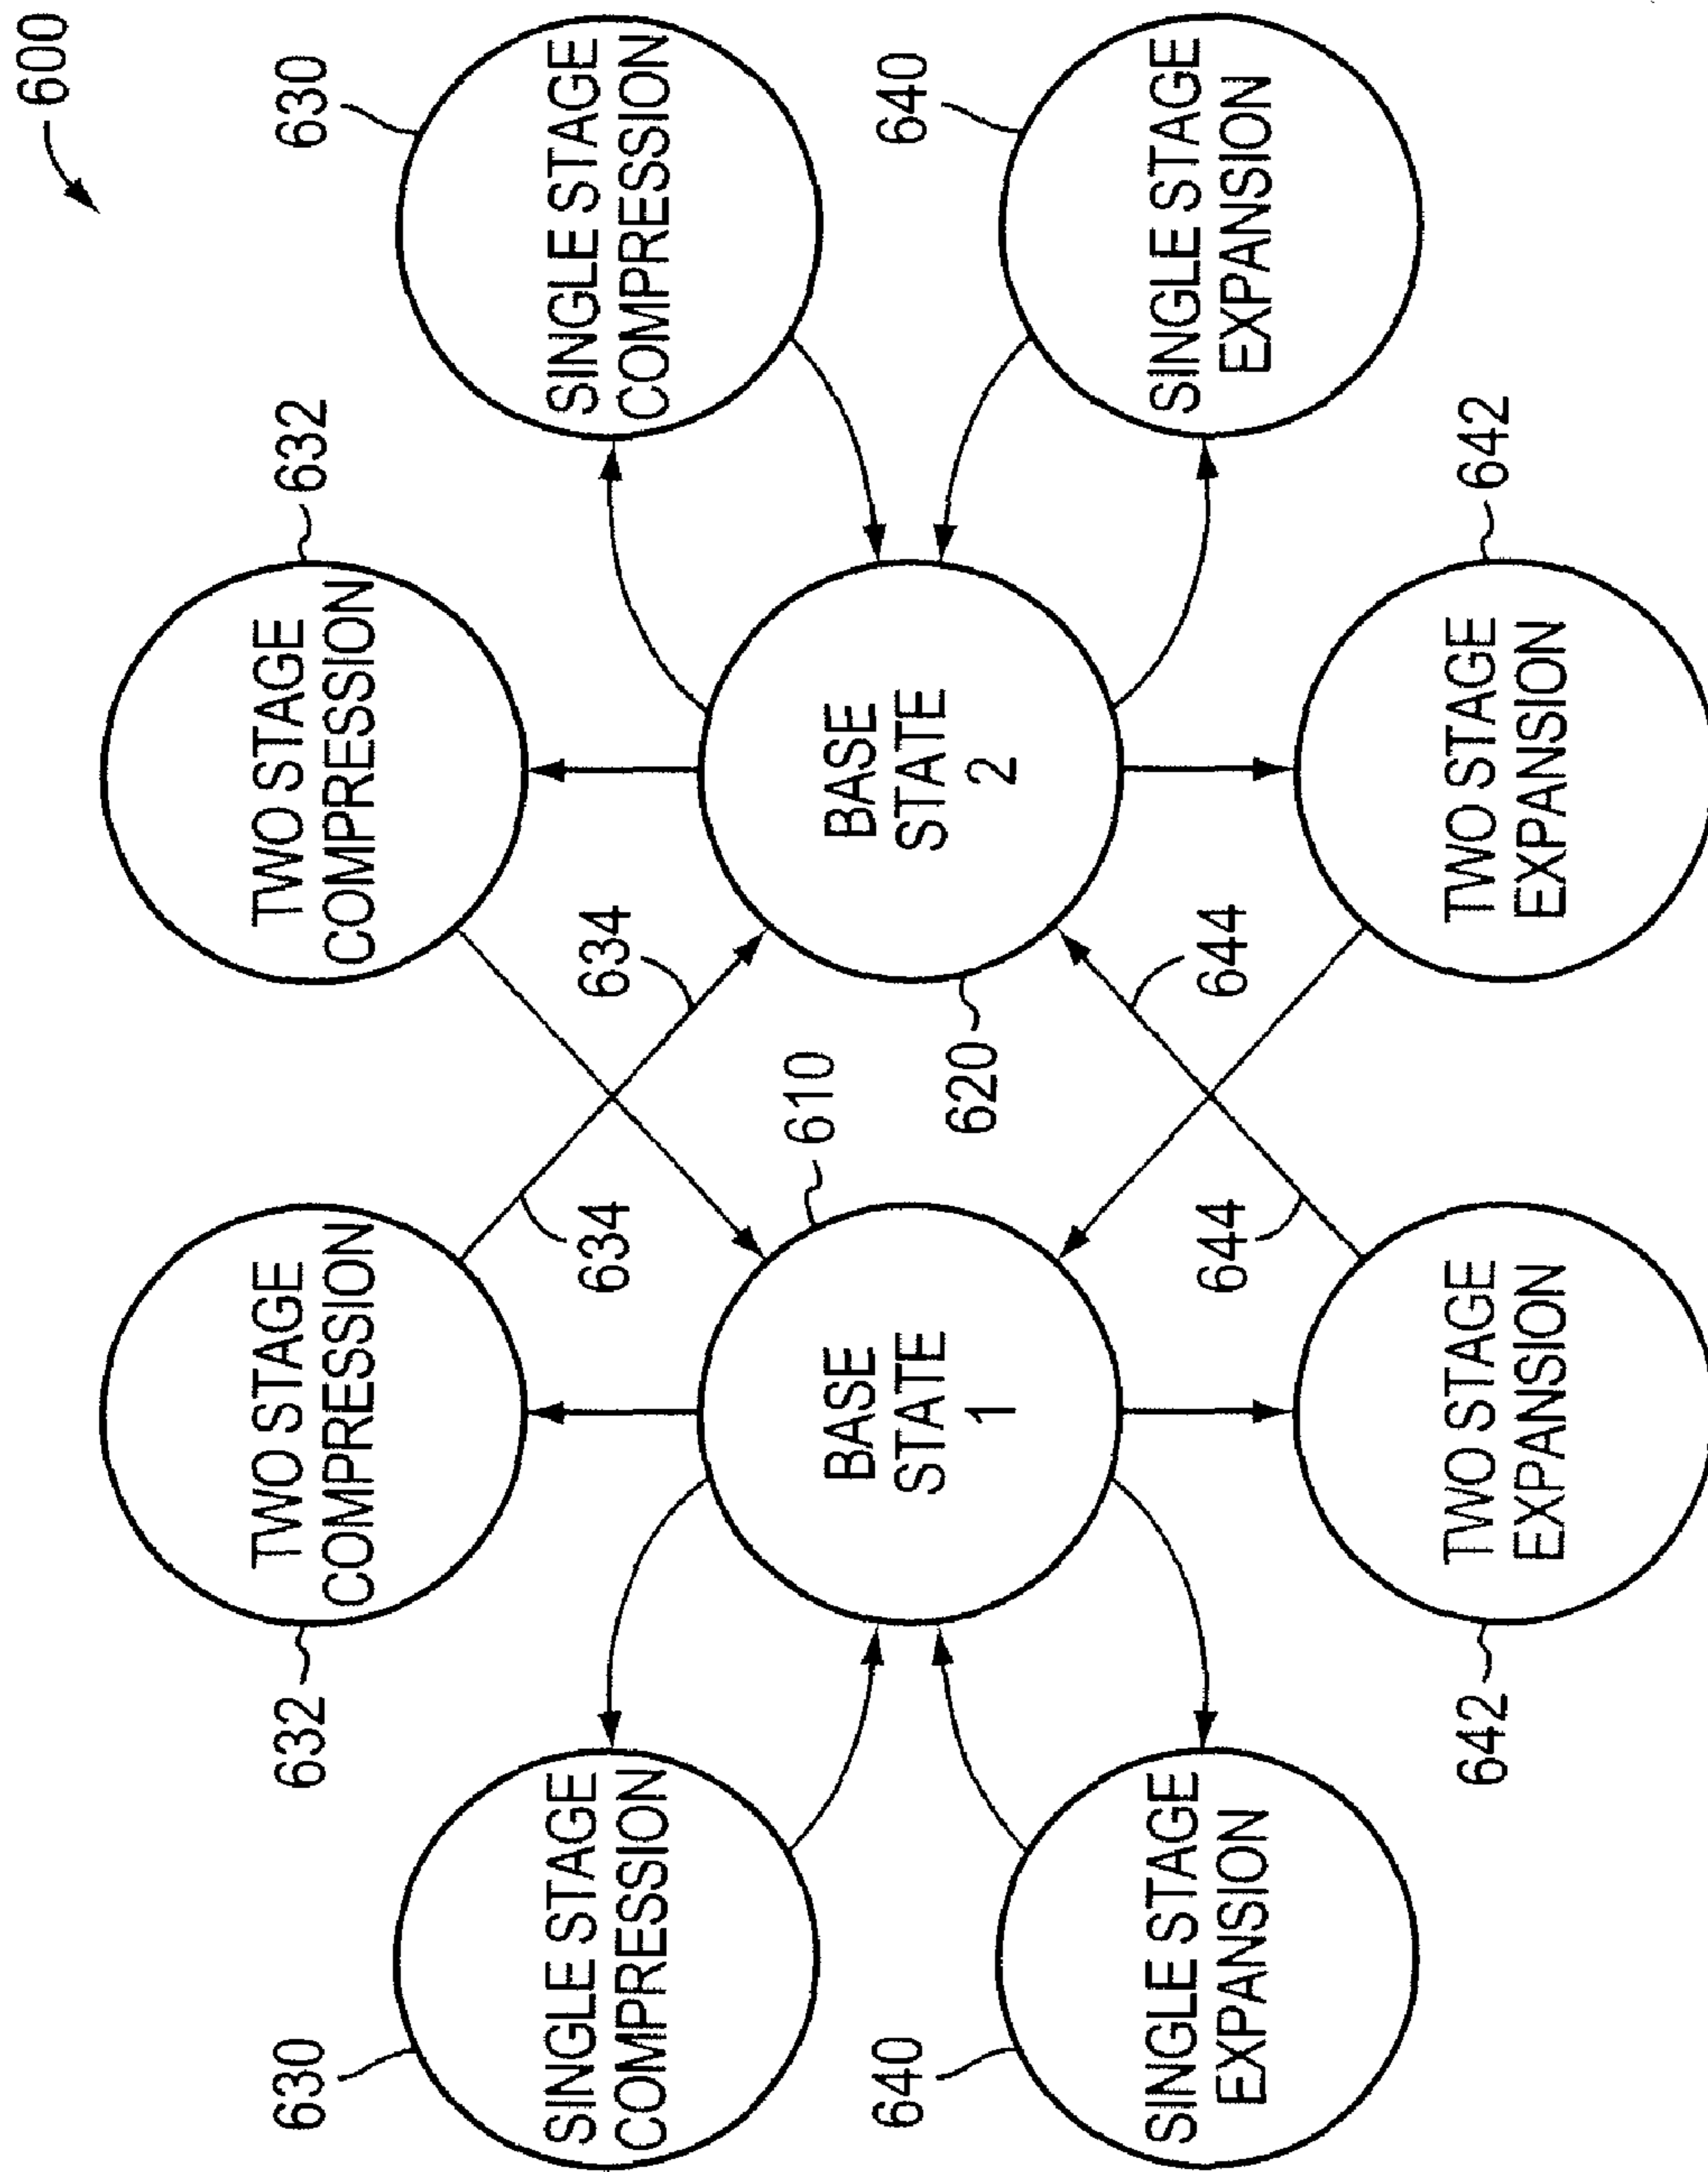 600
630
632
632
630
TWO STAGE
COMPRESSION
TWO STAGE
COMPRESSION
SINGLE STAGE
COMPRESSION
634
634
SINGLE STAGE
COMPRESSION
610
BASE
STATE
1
BASE
STATE
2
620
640
640
SINGLE STAGE
EXPANSION
644
644
SINGLE STAGE
EXPANSION
642
TWO STAGE
EXPANSION
TWO STAGE
EXPANSION
642